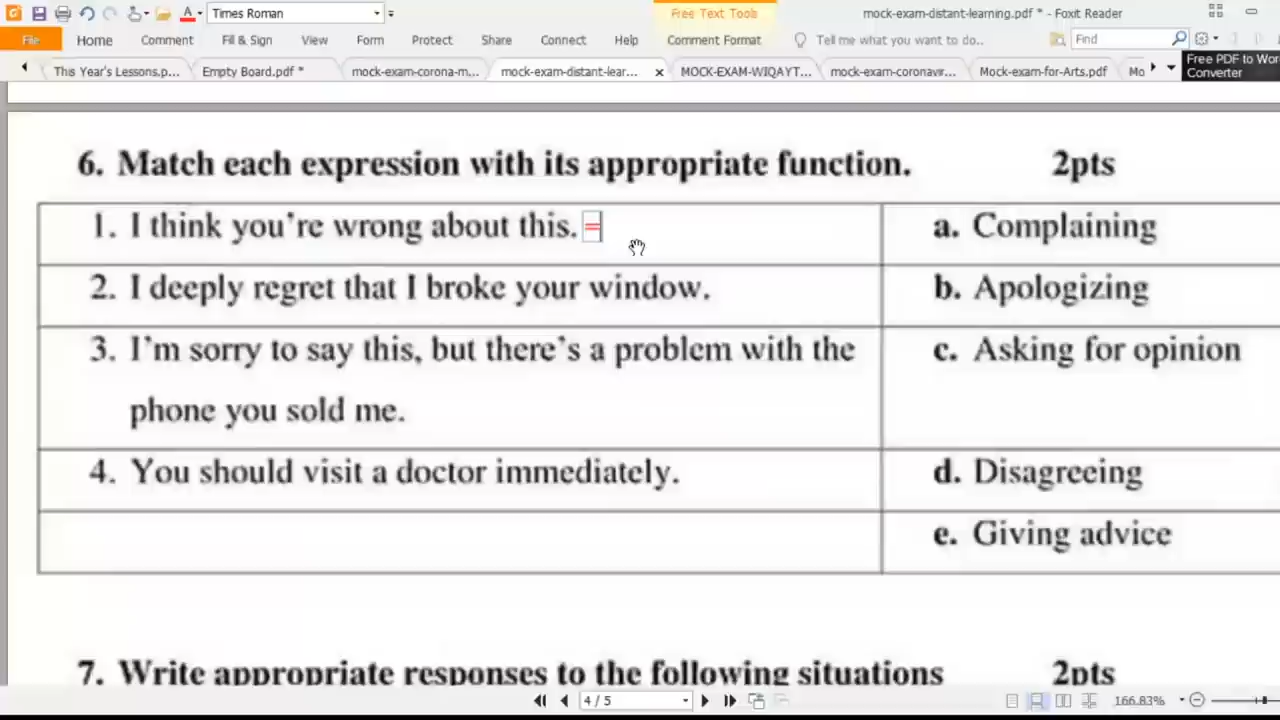 Times Roman
Free Text Tools
mock-exam-distant-learning.pdf * - Foxit Reader
File Home Comment Fill & Sign View Form Protect Share Connect Help Comment Format Tell me what you want to do.. Find
This Year's Lessons.p... Empty Board.pdf * mock-exam-corona-m... mock-exam-distant-lear... MOCK-EXAM-WIQAYT... mock-exam-coronavir... Mock-exam-for-Arts.pdf Mo
Free PDF to Wor
Converter
6. Match each expression with its appropriate function. 2pts
1. I think you're wrong about this. =
a. Complaining
2. I deeply regret that I broke your window.
b. Apologizing
3. I'm sorry to say this, but there's a problem with the
phone you sold me.
c. Asking for opinion
4. You should visit a doctor immediately.
d. Disagreeing
e. Giving advice
7. Write appropriate responses to the following situations 2pts
4 / 5
166.83%